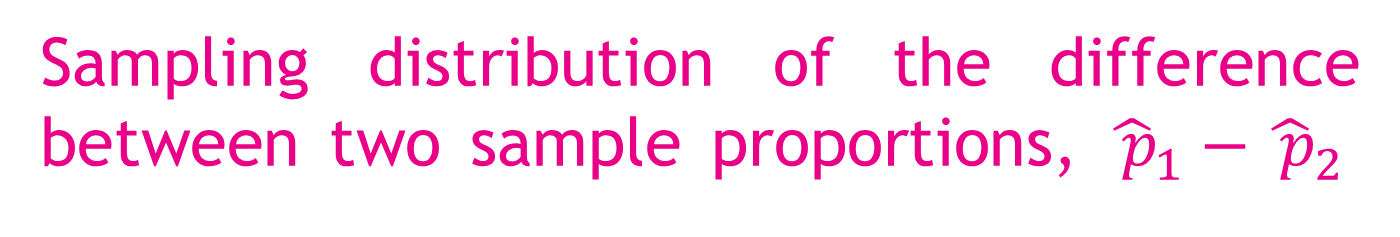 Sampling distribution of the difference
between two sample proportions, p̂₁ − p̂₂